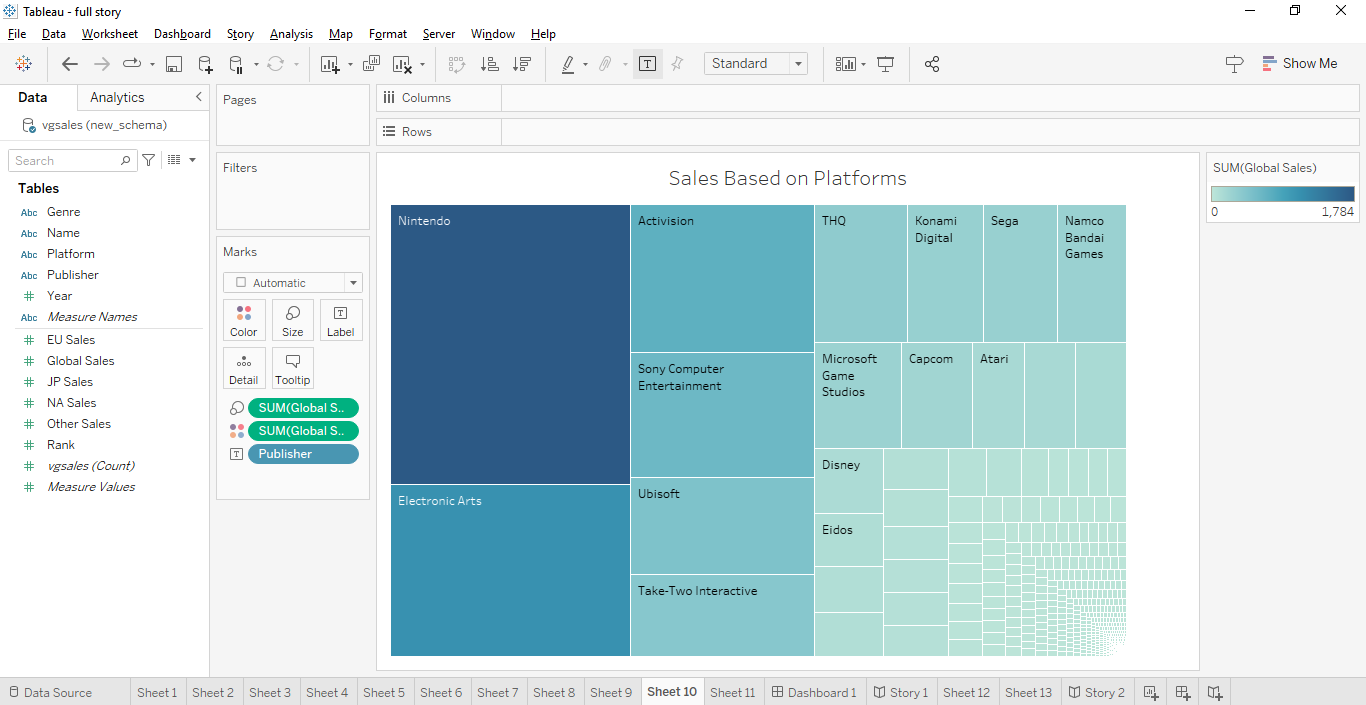 Tableau - full story
File Data Worksheet Dashboard Story Analysis Map Format Server Window Help
Standard
Show Me
Data
Analytics
vgsales (new_schema)
Search
Tables
Abc Genre
Abc Name
Abc Platform
Abc Publisher
# Year
Abc Measure Names
# EU Sales
# Global Sales
# JP Sales
# NA Sales
# Other Sales
# Rank
# vgsales (Count)
# Measure Values
Pages
Filters
Marks
Automatic
Color
Size
T
Label
Detail
Tooltip
SUM(Global S..
SUM(Global S..
T Publisher
Columns
Rows
Sales Based on Platforms
Nintendo
Electronic Arts
Activision
Sony Computer
Entertainment
Ubisoft
Take-Two Interactive
THQ
Konami
Digital
Sega
Namco
Bandai
Games
Microsoft
Game
Studios
Capcom
Atari
Disney
Eidos
SUM(Global Sales)
0 1,784
Data Source Sheet 1 Sheet 2 Sheet 3 Sheet 4 Sheet 5 Sheet 6 Sheet 7 Sheet 8 Sheet 9 Sheet 10 Sheet 11 Dashboard 1 Story 1 Sheet 12 Sheet 13 Story 2